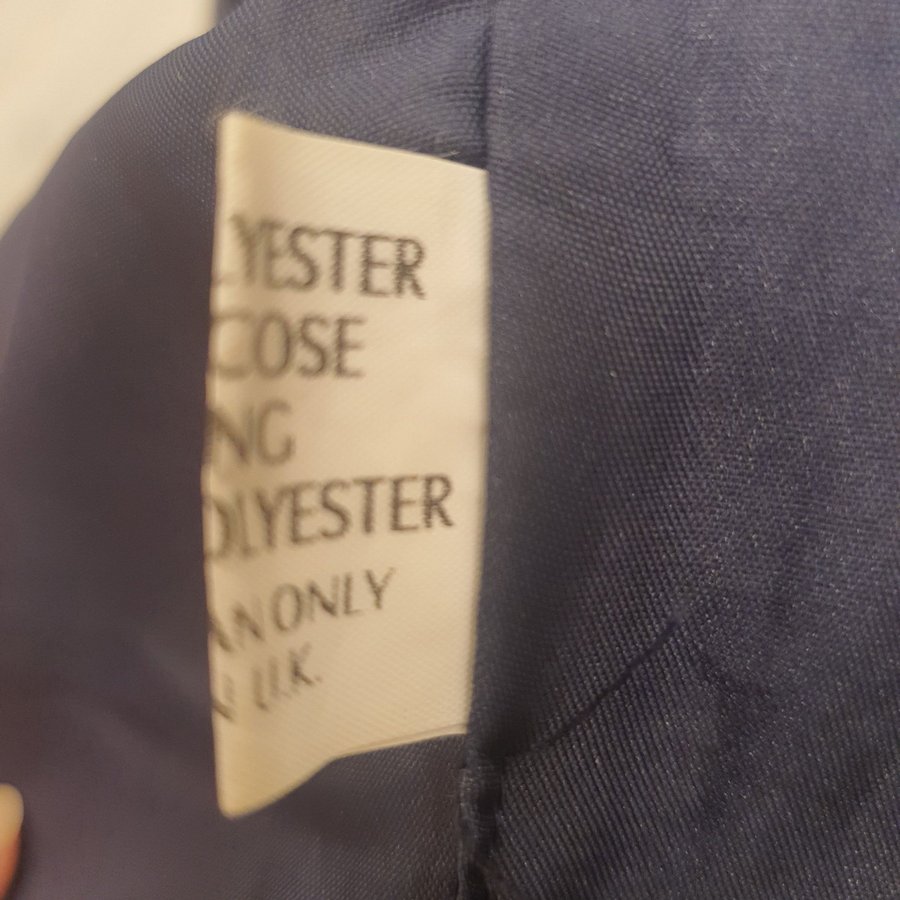 LYESTER
COSE
NG
OLYESTER
AN ONLY
N U.K.